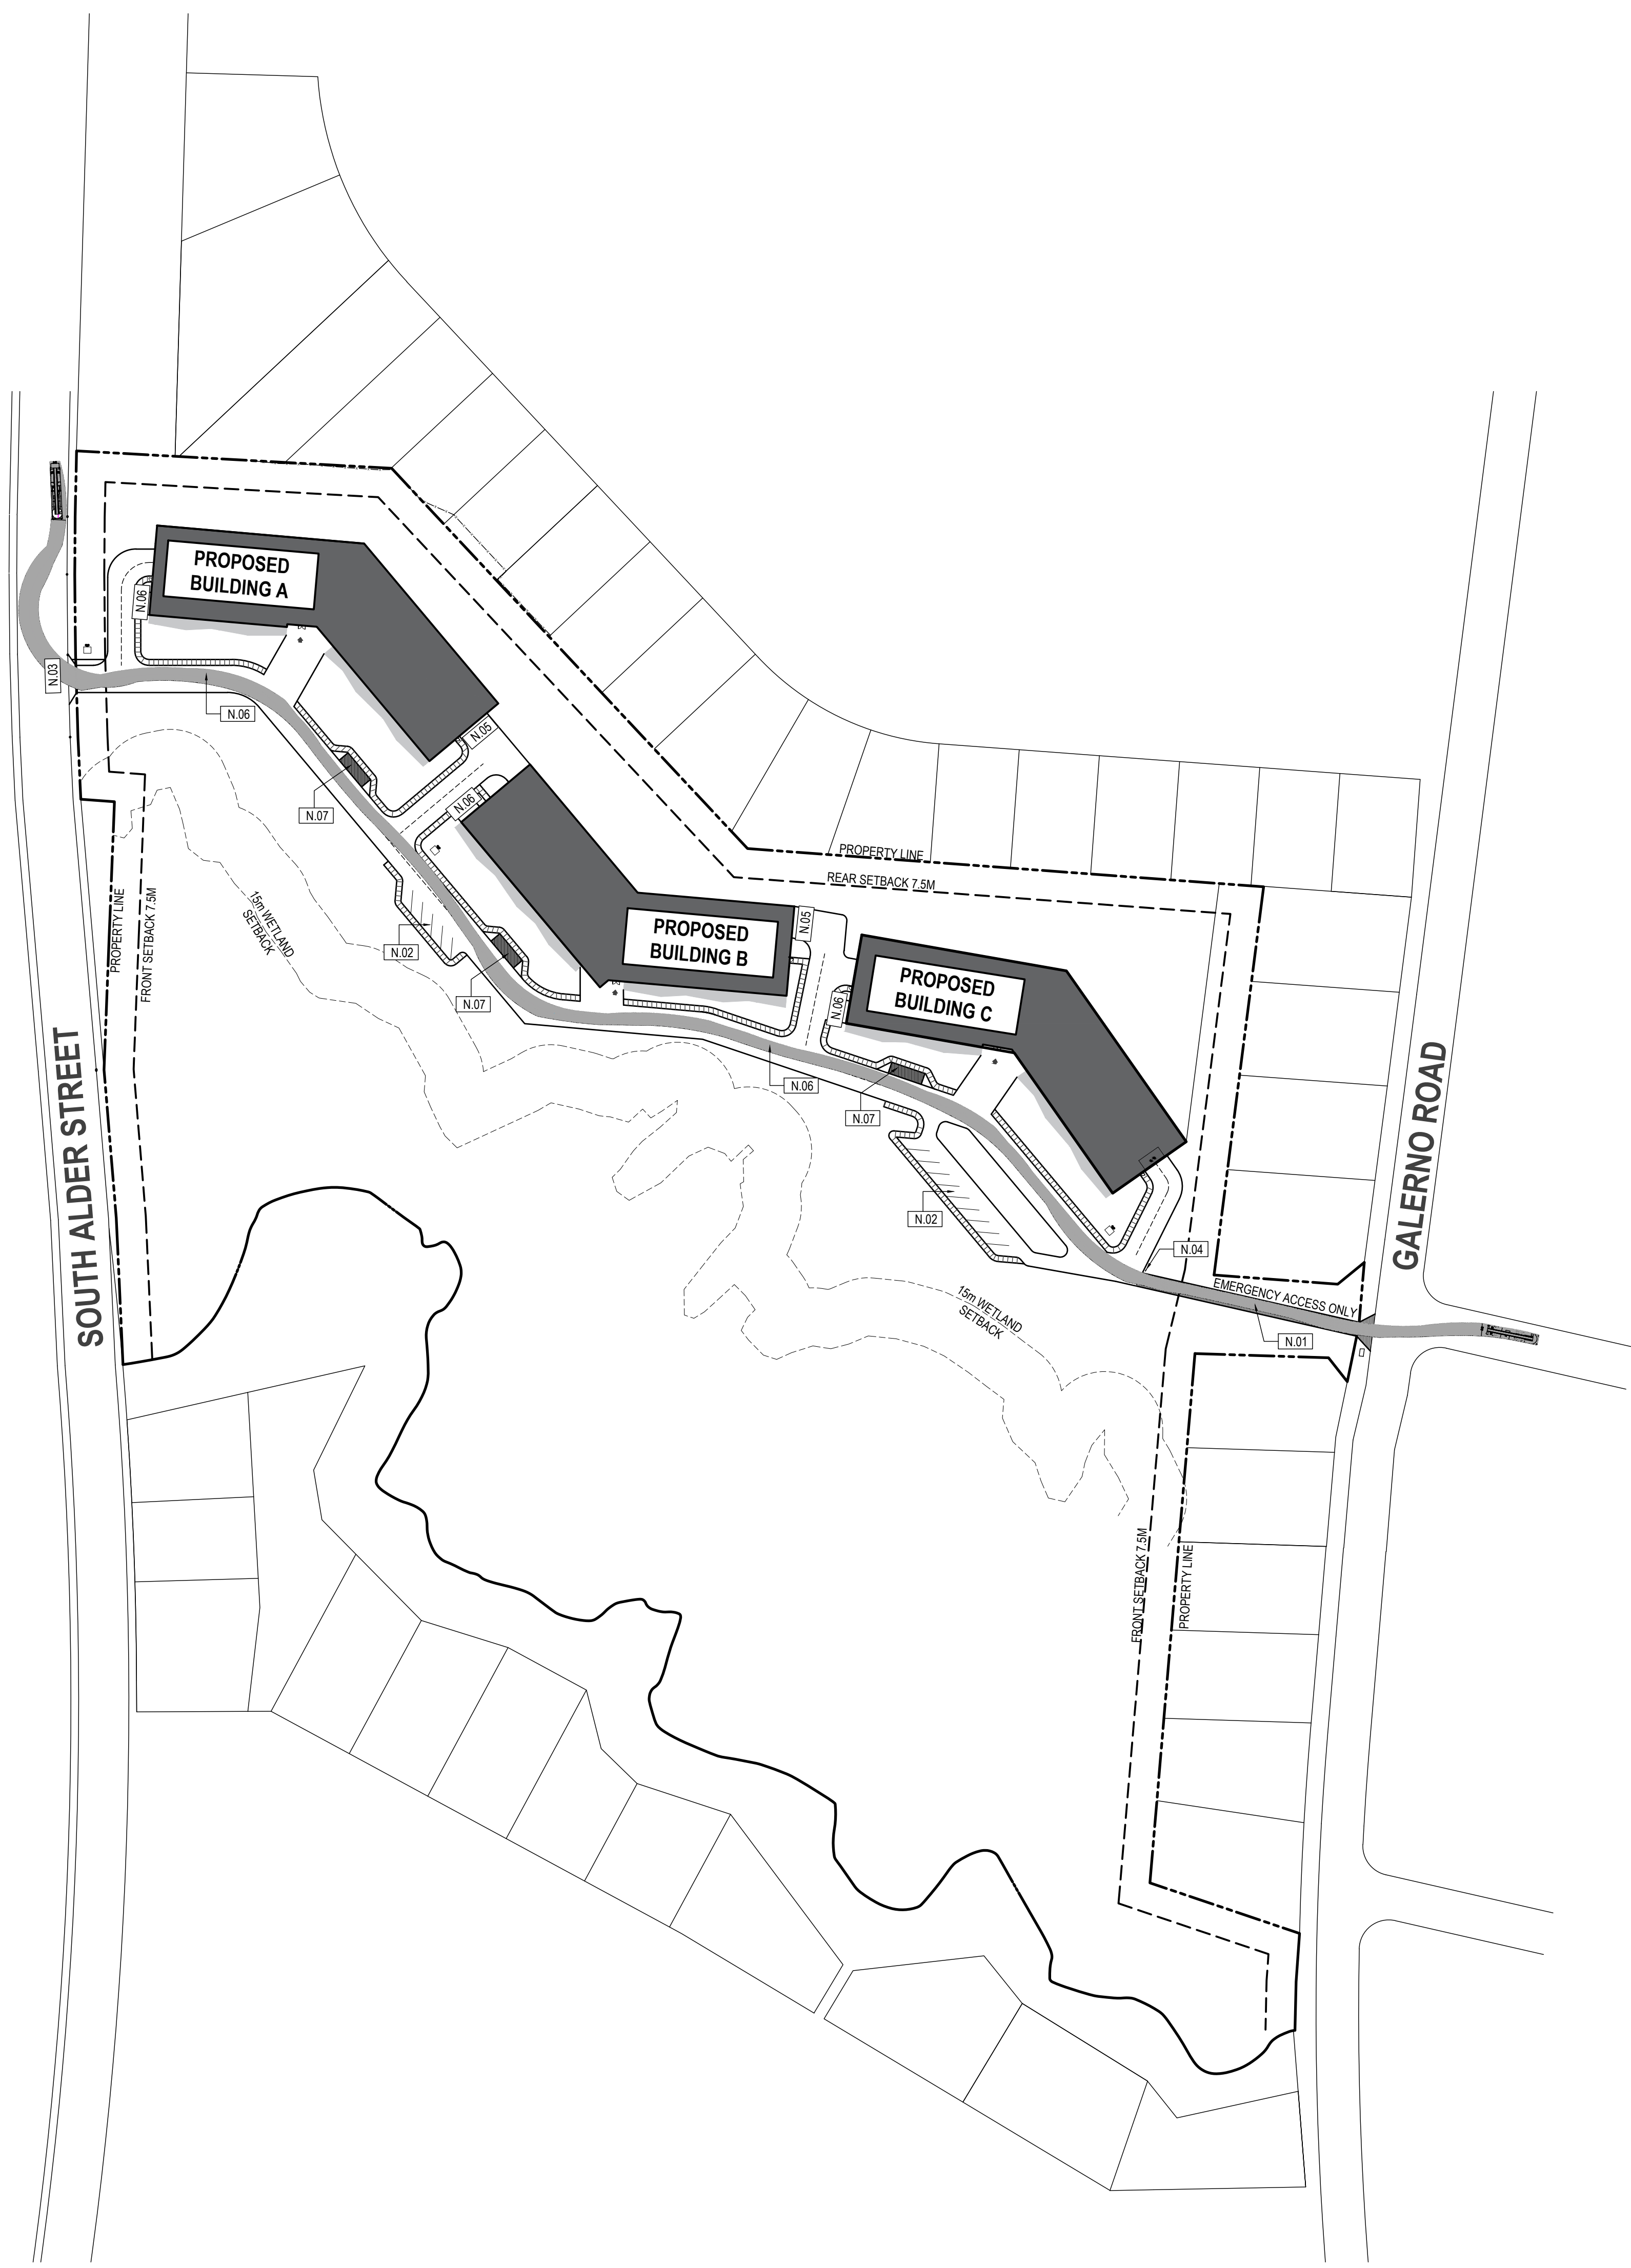 PROPOSED
BUILDING A
N.06
N.03
N.06
N.05
N.07
N.06
PROPERTY LINE
REAR SETBACK 7.5M
PROPERTY LINE
FRONT SETBACK 7.5M
15m WETLAND
SETBACK
N.02
N.07
PROPOSED
BUILDING B
N.05
PROPOSED
BUILDING C
N.06
N.06
N.07
N.02
N.04
EMERGENCY ACCESS ONLY
N.01
SOUTH ALDER STREET
GALERNO ROAD
15m WETLAND
SETBACK
FRONT SETBACK 7.5M
PROPERTY LINE